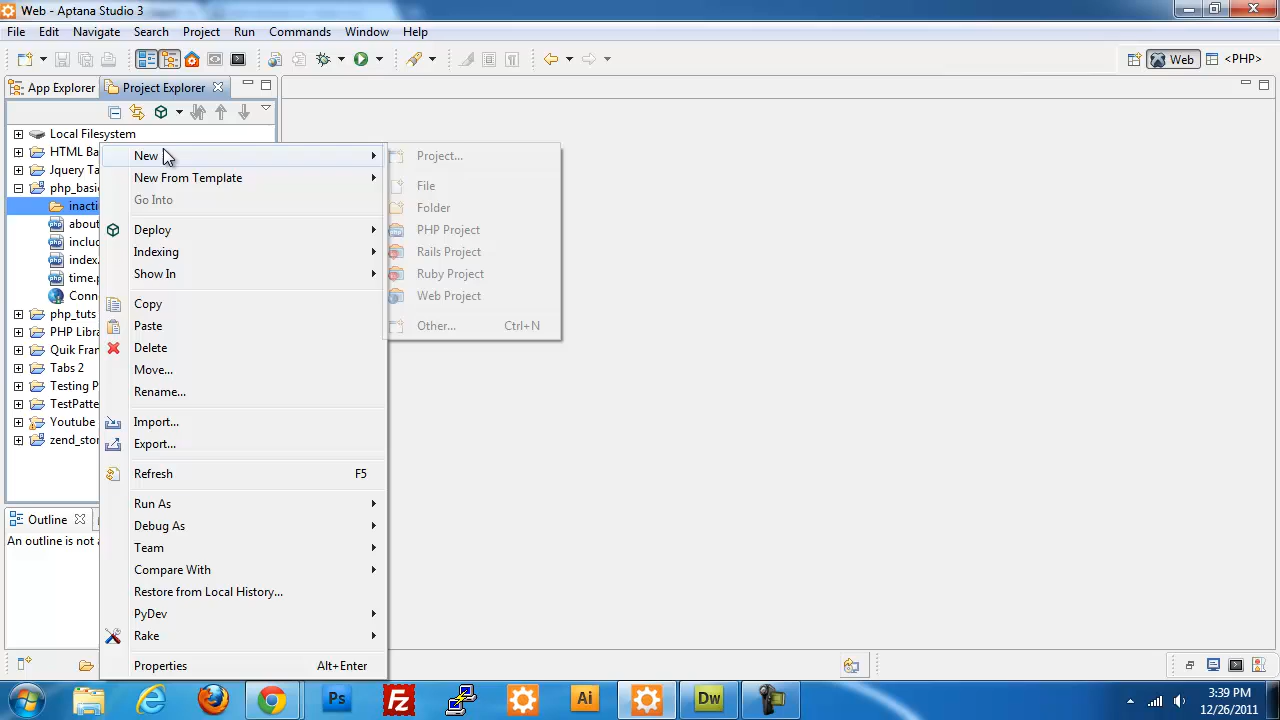 Web - Aptana Studio 3
File Edit Navigate Search Project Run Commands Window Help
Web <PHP>
App Explorer Project Explorer
Local Filesystem
HTML Ba
Jquery Ta
php_basic
inacti
about
includ
index.
time.p
Conn
php_tuts
PHP Libra
Quik Fran
Tabs 2
Testing P
TestPatte
Youtube
zend_stor
New
New From Template
Go Into
Deploy
Indexing
Show In
Copy
Paste
Delete
Move...
Rename...
Import...
Export...
Refresh F5
Run As
Debug As
Team
Compare With
Restore from Local History...
PyDev
Rake
Properties Alt+Enter
Project...
File
Folder
PHP Project
Rails Project
Ruby Project
Web Project
Other... Ctrl+N
Outline
An outline is not a
Ps
Fz
Ai
Dw
3:39 PM
12/26/2011